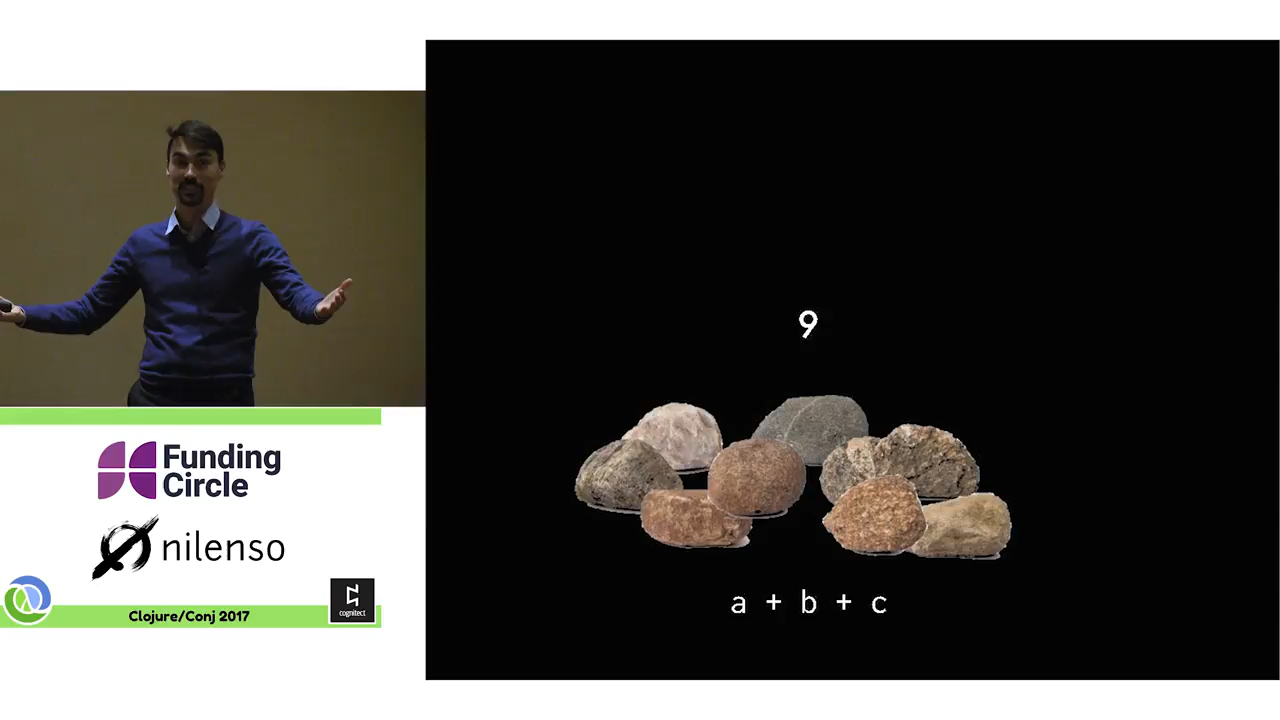 9
a + b + c
Funding
Circle
nilenso
cognitect
Clojure/Conj 2017